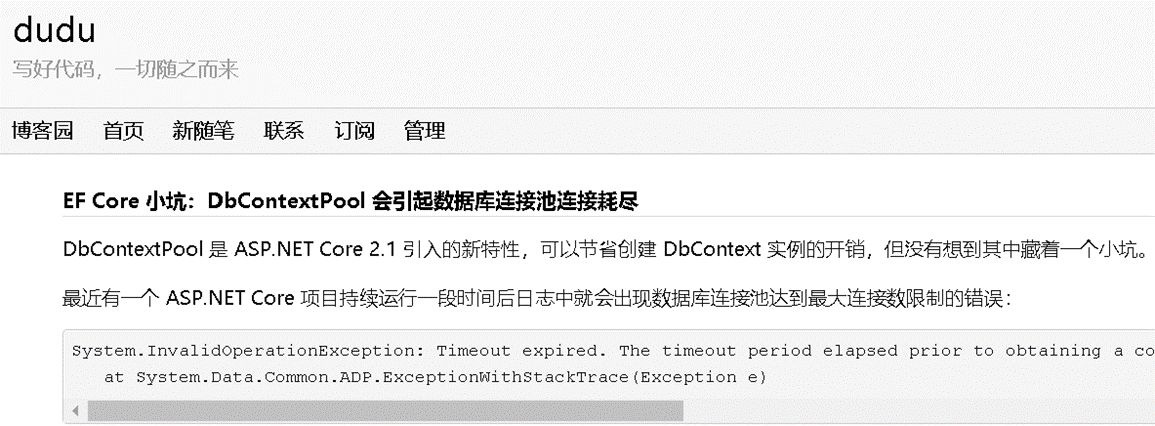 dudu
写好代码，一切随之而来
博客园 首页 新随笔 联系 订阅 管理
EF Core 小坑：DbContextPool 会引起数据库连接池连接耗尽
DbContextPool 是 ASP.NET Core 2.1 引入的新特性，可以节省创建 DbContext 实例的开销，但没有想到其中藏着一个小坑。
最近有一个 ASP.NET Core 项目持续运行一段时间后日志中就会出现数据库连接池达到最大连接数限制的错误：
System.InvalidOperationException: Timeout expired. The timeout period elapsed prior to obtaining a co
at System.Data.Common.ADP.ExceptionWithStackTrace(Exception e)